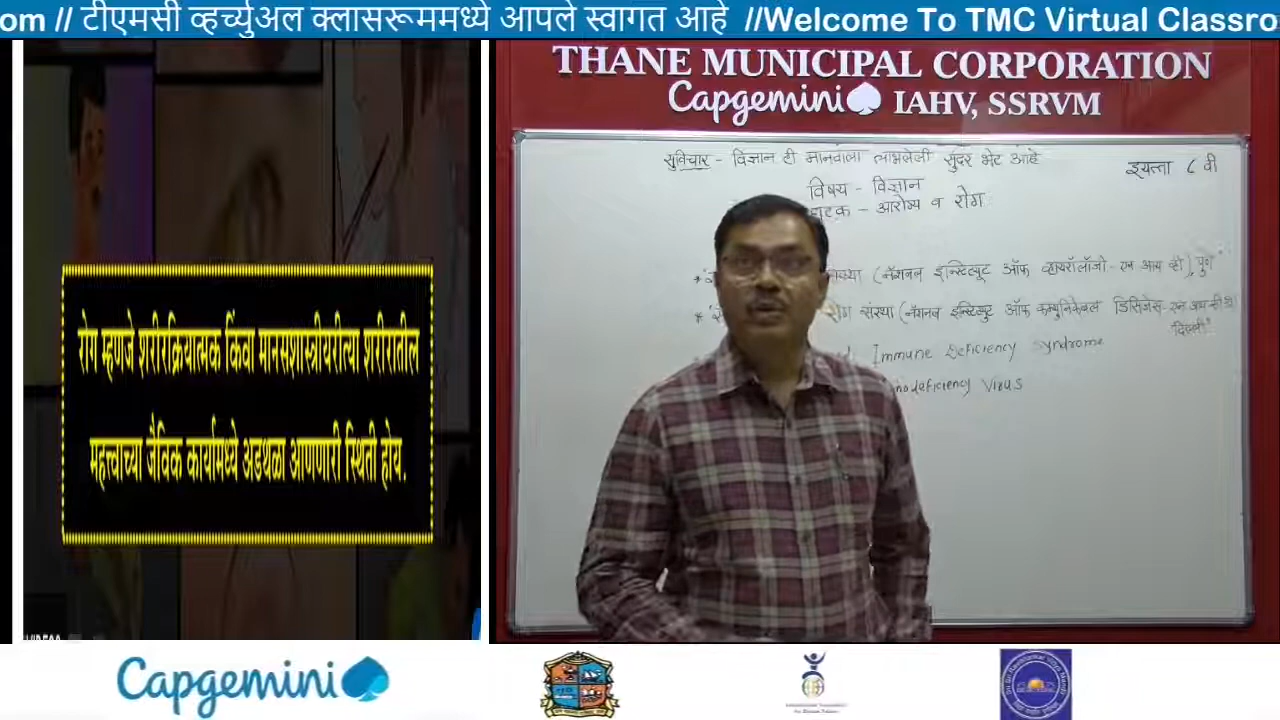 om // टीएमसी व्हर्च्युअल क्लासरूममध्ये आपले स्वागत आहे //Welcome To TMC Virtual Classro
THANE MUNICIPAL CORPORATION
Capgemini IAHV, SSRVM
सुविचार - विज्ञान ही मानवाला लाभलेली सुंदर भेट आहे
इयत्ता ८ वी
विषय - विज्ञान
घटक - आरोग्य व रोग
(नॅशनल इन्स्टिट्यूट ऑफ व्हायरॉलॉजी - एन आय व्ही), पुणे
रोग संस्था (नॅशनल इन्स्टिट्युट ऑफ कम्युनिकेबल डिसिजेस - एन आय सी डी
दिल्ली"
Immune Deficiency Syndrome
nodeficiency Virus
रोग म्हणजे शरीरक्रियात्मक किंवा मानसशास्त्रीयरीत्या शरीरातील
महत्त्वाच्या जैविक कार्यामध्ये अडथळा आणणारी स्थिती होय.
Capgemini